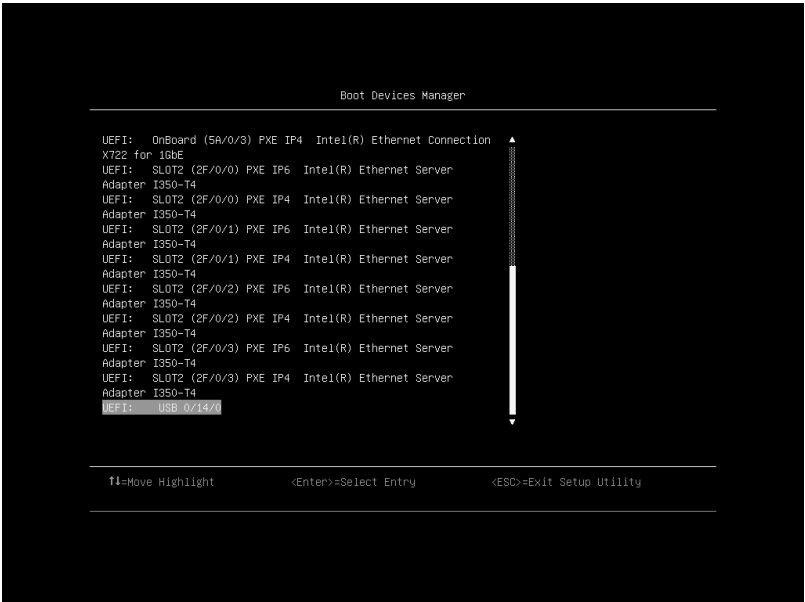 Boot Devices Manager
UEFI:   OnBoard (5A/0/3) PXE IP4  Intel(R) Ethernet Connection
X722 for 1GbE
UEFI:   SLOT2 (2F/0/0) PXE IP6  Intel(R) Ethernet Server
Adapter I350-T4
UEFI:   SLOT2 (2F/0/0) PXE IP4  Intel(R) Ethernet Server
Adapter I350-T4
UEFI:   SLOT2 (2F/0/1) PXE IP6  Intel(R) Ethernet Server
Adapter I350-T4
UEFI:   SLOT2 (2F/0/1) PXE IP4  Intel(R) Ethernet Server
Adapter I350-T4
UEFI:   SLOT2 (2F/0/2) PXE IP6  Intel(R) Ethernet Server
Adapter I350-T4
UEFI:   SLOT2 (2F/0/2) PXE IP4  Intel(R) Ethernet Server
Adapter I350-T4
UEFI:   SLOT2 (2F/0/3) PXE IP6  Intel(R) Ethernet Server
Adapter I350-T4
UEFI:   SLOT2 (2F/0/3) PXE IP4  Intel(R) Ethernet Server
Adapter I350-T4
UEFI:    USB 0/14/0
↑↓=Move Highlight
<Enter>=Select Entry
<ESC>=Exit Setup Utility